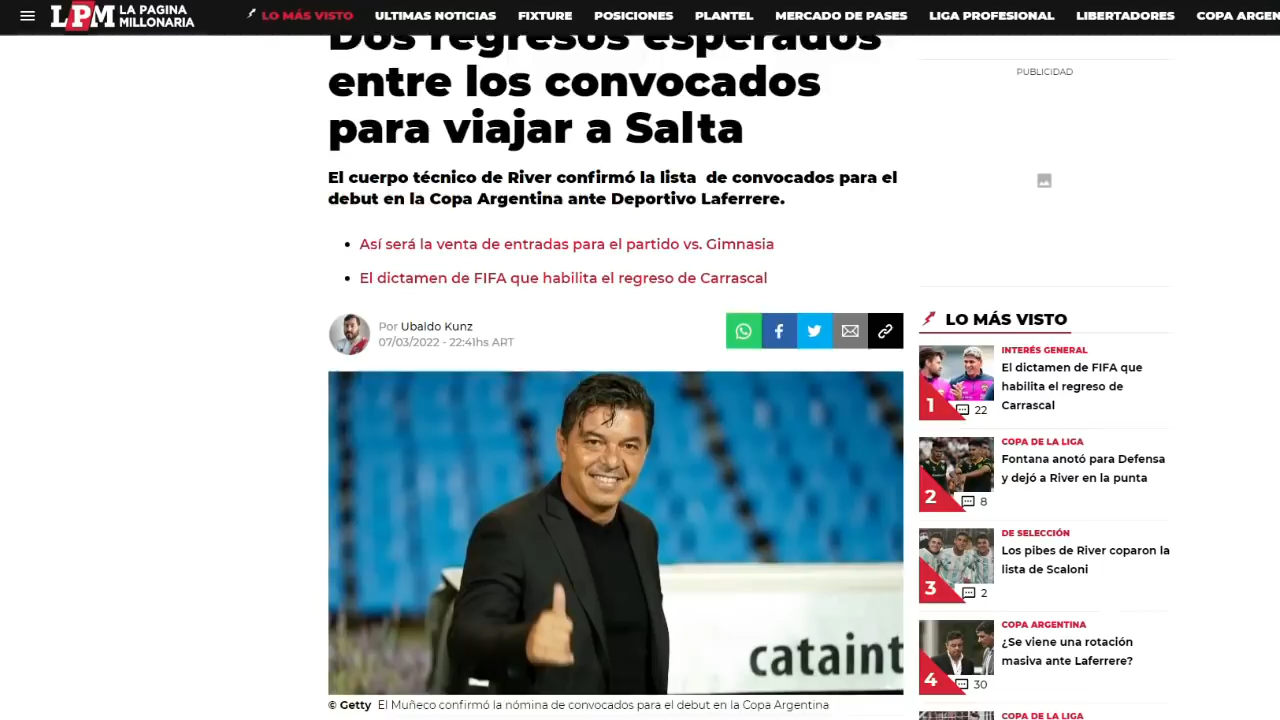 LPM LA PAGINA
MILLONARIA
LO MÁS VISTO
ULTIMAS NOTICIAS
FIXTURE
POSICIONES
PLANTEL
MERCADO DE PASES
LIGA PROFESIONAL
LIBERTADORES
COPA ARGEN
Dos regresos esperados
entre los convocados
para viajar a Salta
El cuerpo técnico de River confirmó la lista de convocados para el
debut en la Copa Argentina ante Deportivo Laferrere.
• Así será la venta de entradas para el partido vs. Gimnasia
• El dictamen de FIFA que habilita el regreso de Carrascal
Por Ubaldo Kunz
07/03/2022 - 22:41hs ART
cataint
© Getty El Muñeco confirmó la nómina de convocados para el debut en la Copa Argentina
PUBLICIDAD
LO MÁS VISTO
1
22
INTERÉS GENERAL
El dictamen de FIFA que
habilita el regreso de
Carrascal
2
8
COPA DE LA LIGA
Fontana anotó para Defensa
y dejó a River en la punta
3
2
DE SELECCIÓN
Los pibes de River coparon la
lista de Scaloni
4
30
COPA ARGENTINA
¿Se viene una rotación
masiva ante Laferrere?
COPA DE LA LIGA